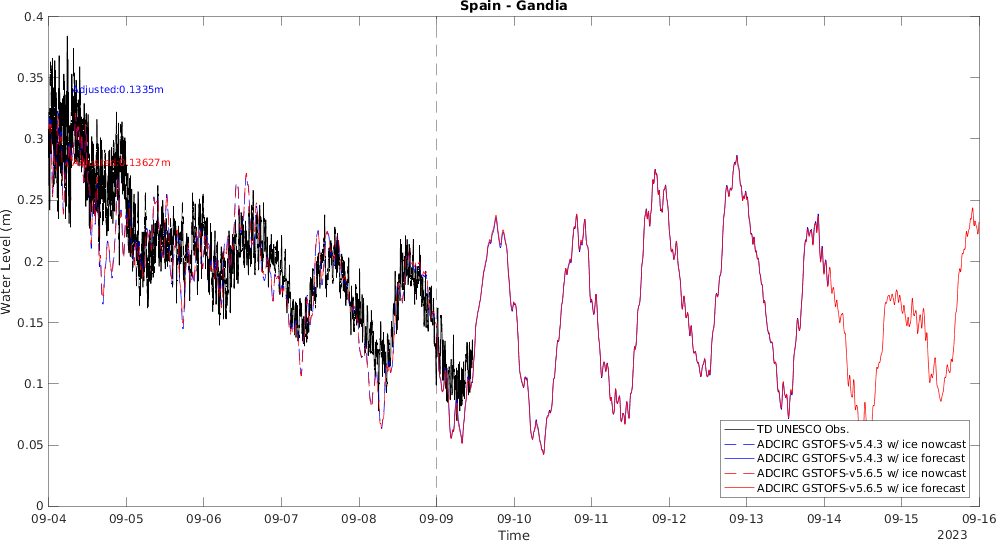 Spain - Gandia
Water Level (m)
0.4
0.35
0.3
0.25
0.2
0.15
0.1
0.05
0
Adjusted:0.1335m
13627m
09-04
09-05
09-06
09-07
09-08
09-09
09-10
09-11
09-12
09-13
09-14
09-15
09-16
Time
2023
TD UNESCO Obs.
ADCIRC GSTOFS-v5.4.3 w/ ice nowcast
ADCIRC GSTOFS-v5.4.3 w/ ice forecast
ADCIRC GSTOFS-v5.6.5 w/ ice nowcast
ADCIRC GSTOFS-v5.6.5 w/ ice forecast